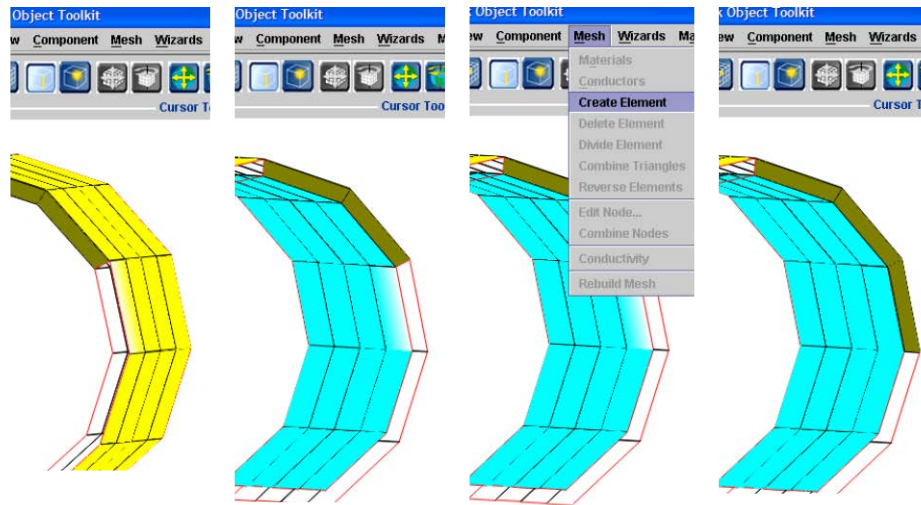 Object Toolkit
ew Component Mesh Wizards
Cursor To
Object Toolkit
w Component Mesh Wizards M
Cursor Too
k Object Toolkit
ew Component Mesh Wizards Ma
Materials
Conductors
Create Element
Delete Element
Divide Element
Combine Triangles
Reverse Elements
Edit Node...
Combine Nodes
Conductivity
Rebuild Mesh
k Object Toolkit
ew Component Mesh Wizards
Cursor T